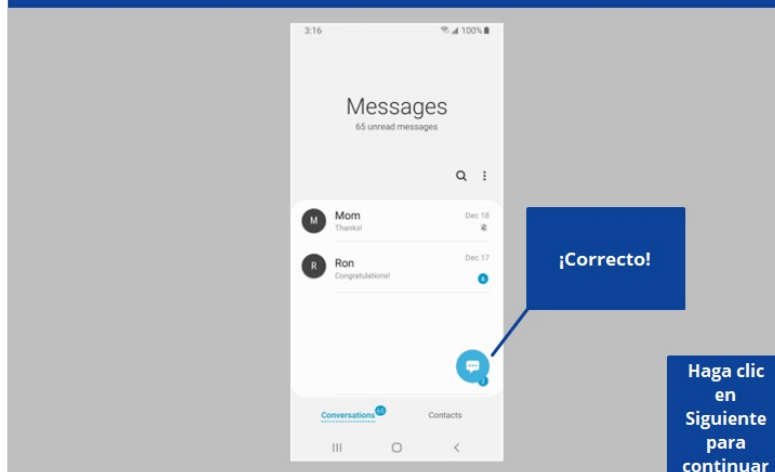 3:16 100%
Messages
65 unread messages
M Mom Dec 18
Thanks!
R Ron Dec 17
Congratulations! 6
¡Correcto!
Conversations 65 Contacts
Haga clic
en
Siguiente
para
continuar